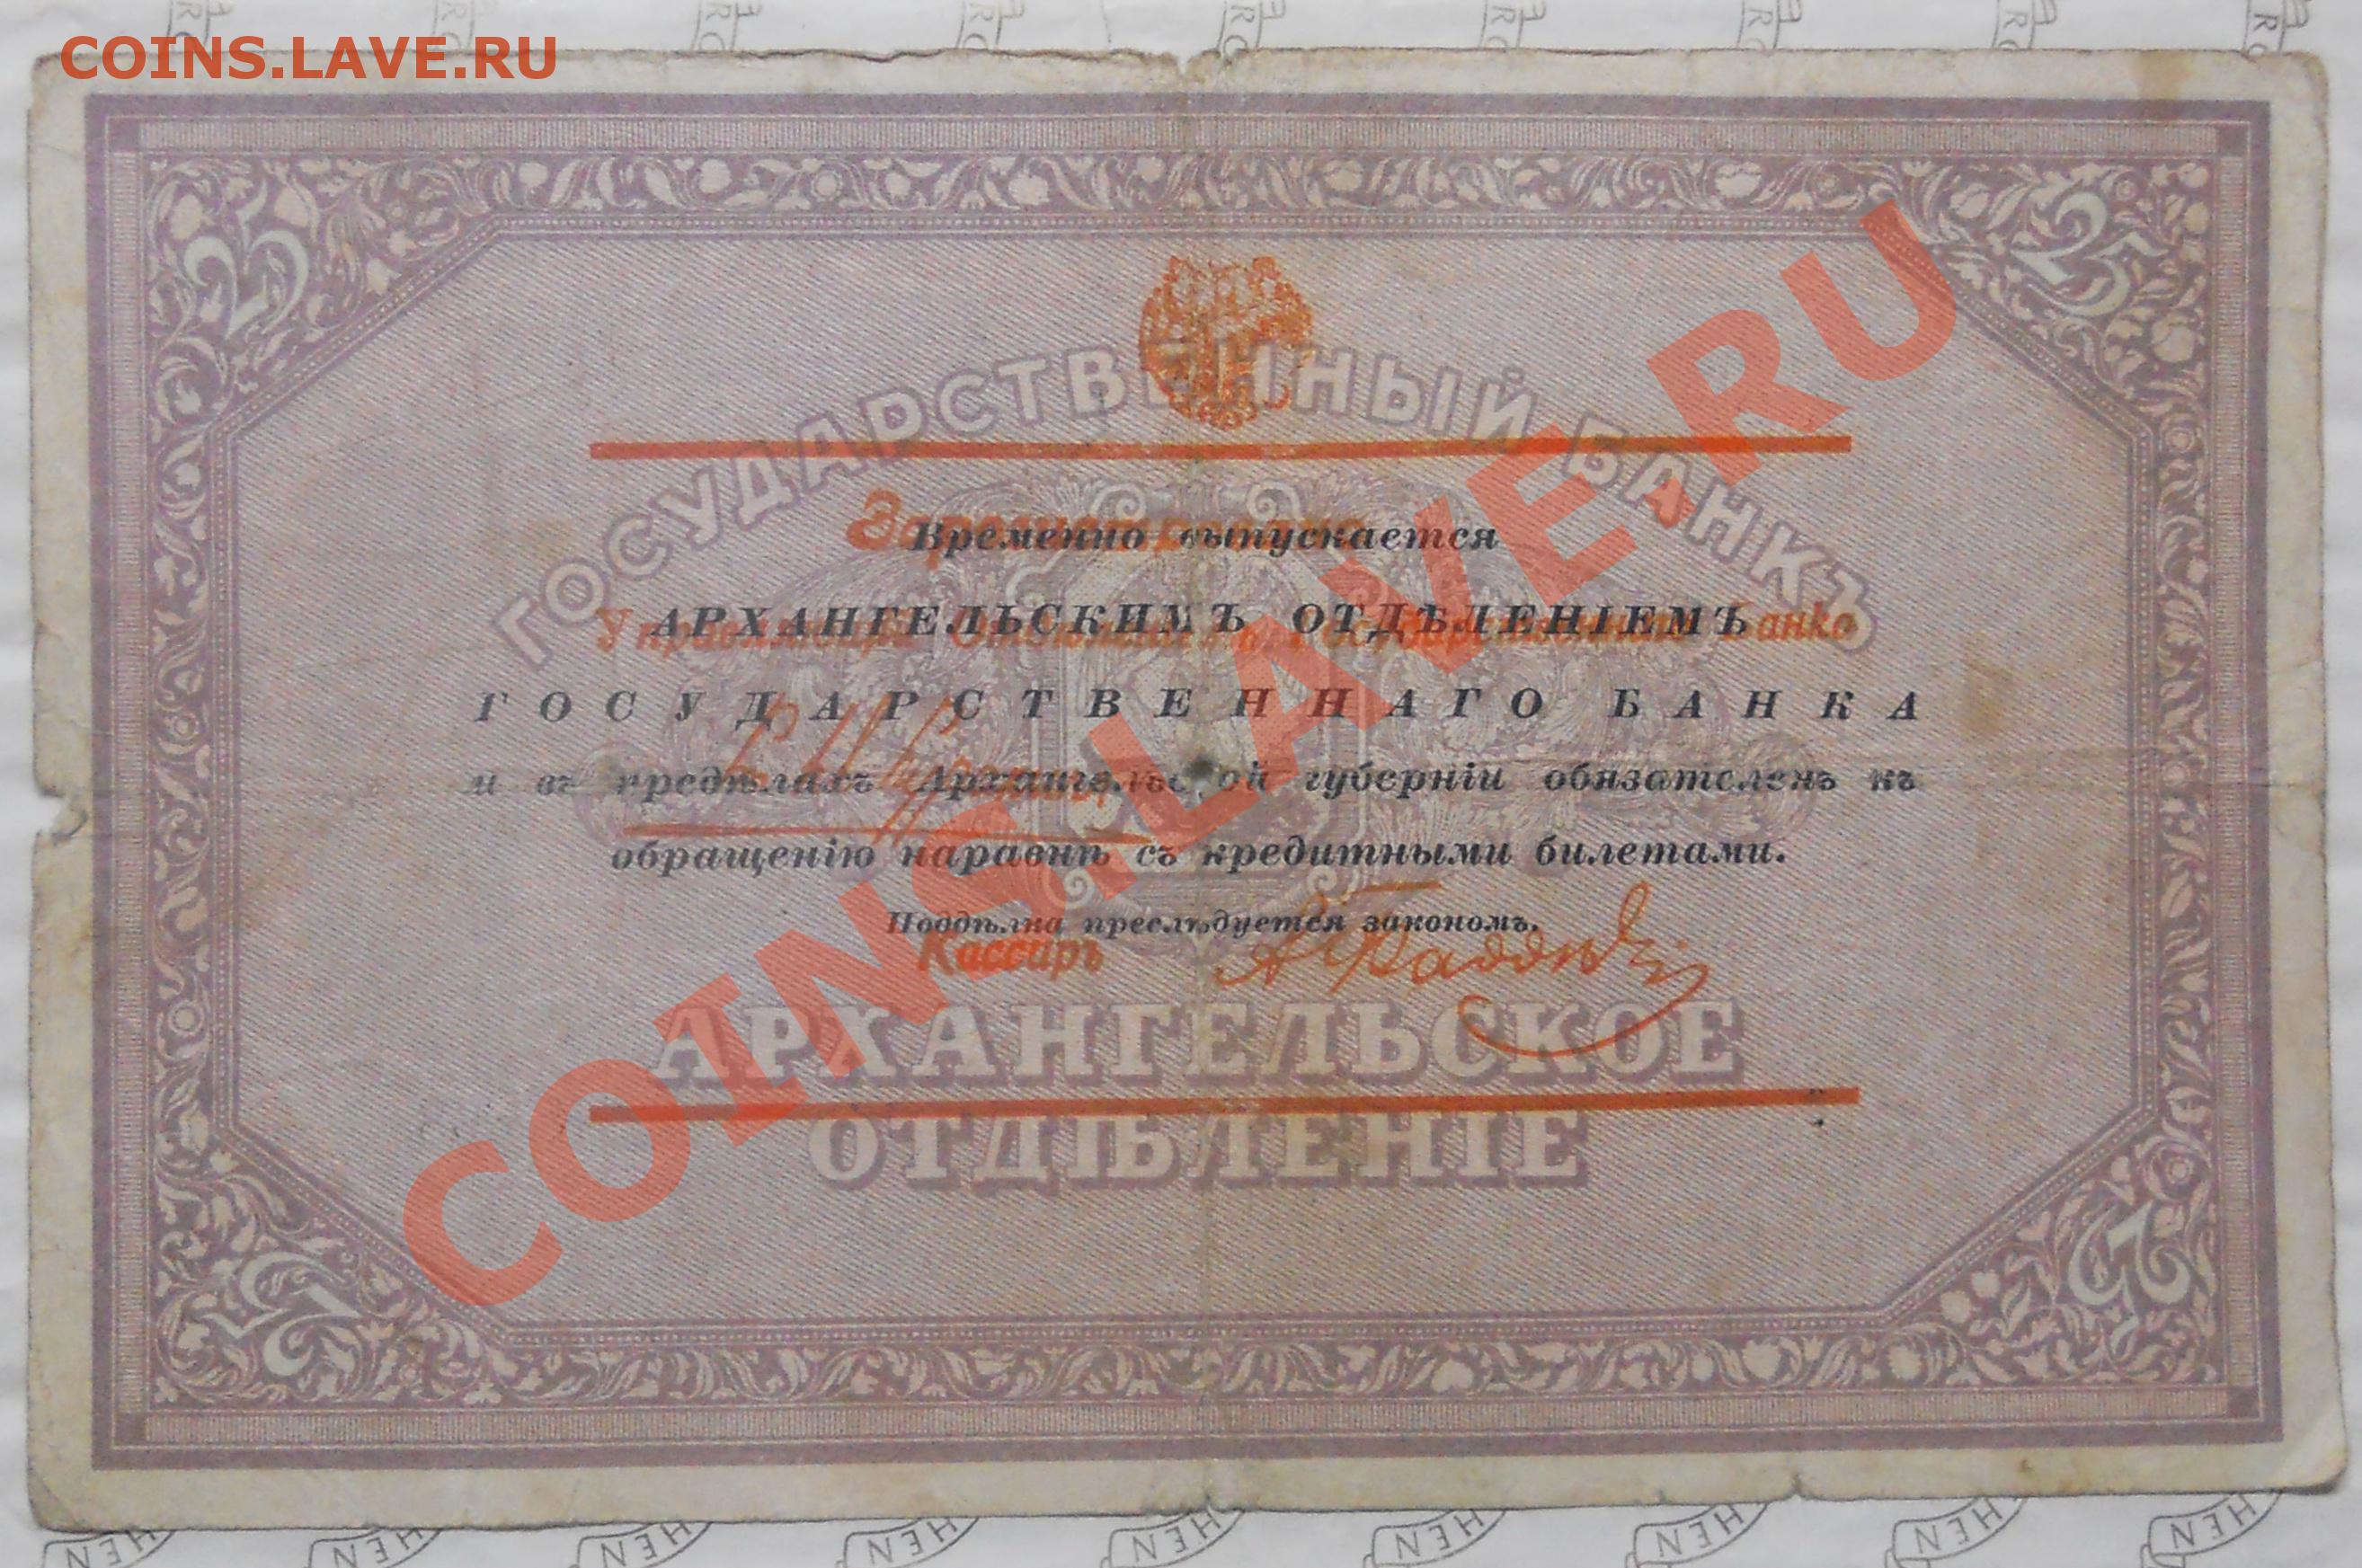 COINS.LAVE.RU
25 25
ГОСУДАРСТВЕННЫЙ БАНКЪ
Временно выпускается
АРХАНГЕЛЬСКИМЪ ОТДѢЛЕНІЕМЪ
Банка
ГОСУДАРСТВЕННАГО БАНКА
и въ предѣлахъ Архангельской губерніи обязателенъ къ
обращенію наравнѣ съ кредитными билетами.
Поддѣлка преслѣдуется закономъ.
Кассиръ
АРХАНГЕЛЬСКОЕ
ОТДѢЛЕНІЕ
25 25
COINS.LAVE.RU